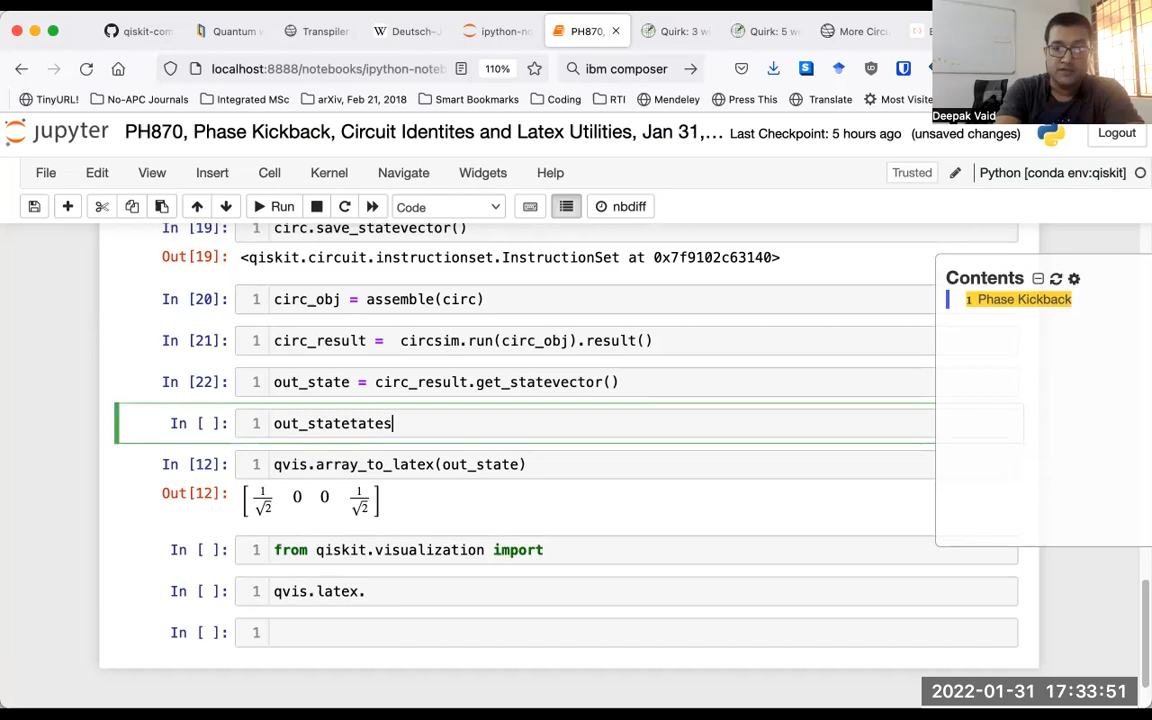 qiskit-com
Quantum
Transpiler
Deutsch-J
ipython-no
PH870,
Quirk: 3 w
Quirk: 5 w
More Circ
localhost:8888/notebooks/ipython-noteb
110%
ibm composer
TinyURL!
No-APC Journals
Integrated MSc
arXiv, Feb 21, 2018
Smart Bookmarks
Coding
RTI
Mendeley
Press This
Translate
Most Visite
Deepak Vaid
jupyter
PH870, Phase Kickback, Circuit Identites and Latex Utilities, Jan 31,...
Last Checkpoint: 5 hours ago (unsaved changes)
Logout
File Edit View Insert Cell Kernel Navigate Widgets Help
Trusted
Python [conda env:qiskit]
Run
Code
nbdiff
In [19]: 1 circ.save_statevector()
Out[19]: <qiskit.circuit.instructionset.InstructionSet at 0x7f9102c63140>
Contents
1 Phase Kickback
In [20]: 1 circ_obj = assemble(circ)
In [21]: 1 circ_result = circsim.run(circ_obj).result()
In [22]: 1 out_state = circ_result.get_statevector()
In [ ]: 1 out_statetates
In [12]: 1 qvis.array_to_latex(out_state)
Out[12]: [1/√2 0 0 1/√2]
In [ ]: 1 from qiskit.visualization import
In [ ]: 1 qvis.latex.
In [ ]: 1
2022-01-31 17:33:51